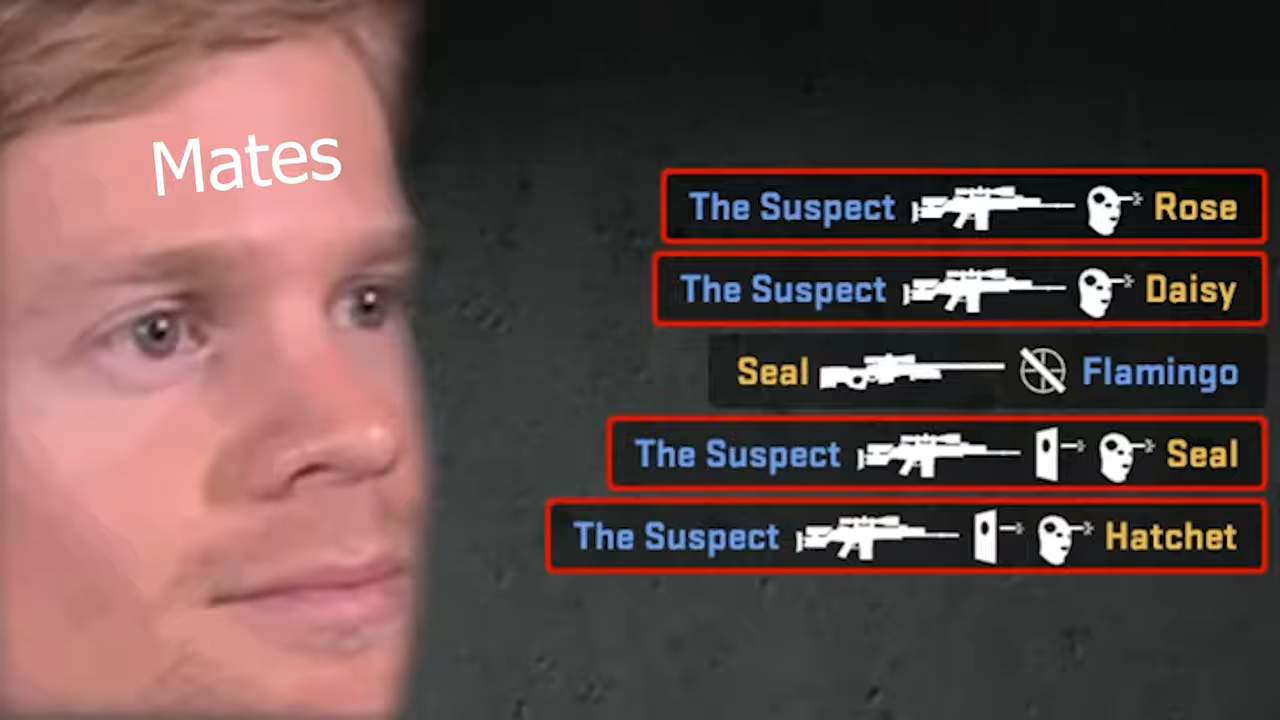 Mates
The Suspect Rose
The Suspect Daisy
Seal Flamingo
The Suspect Seal
The Suspect Hatchet